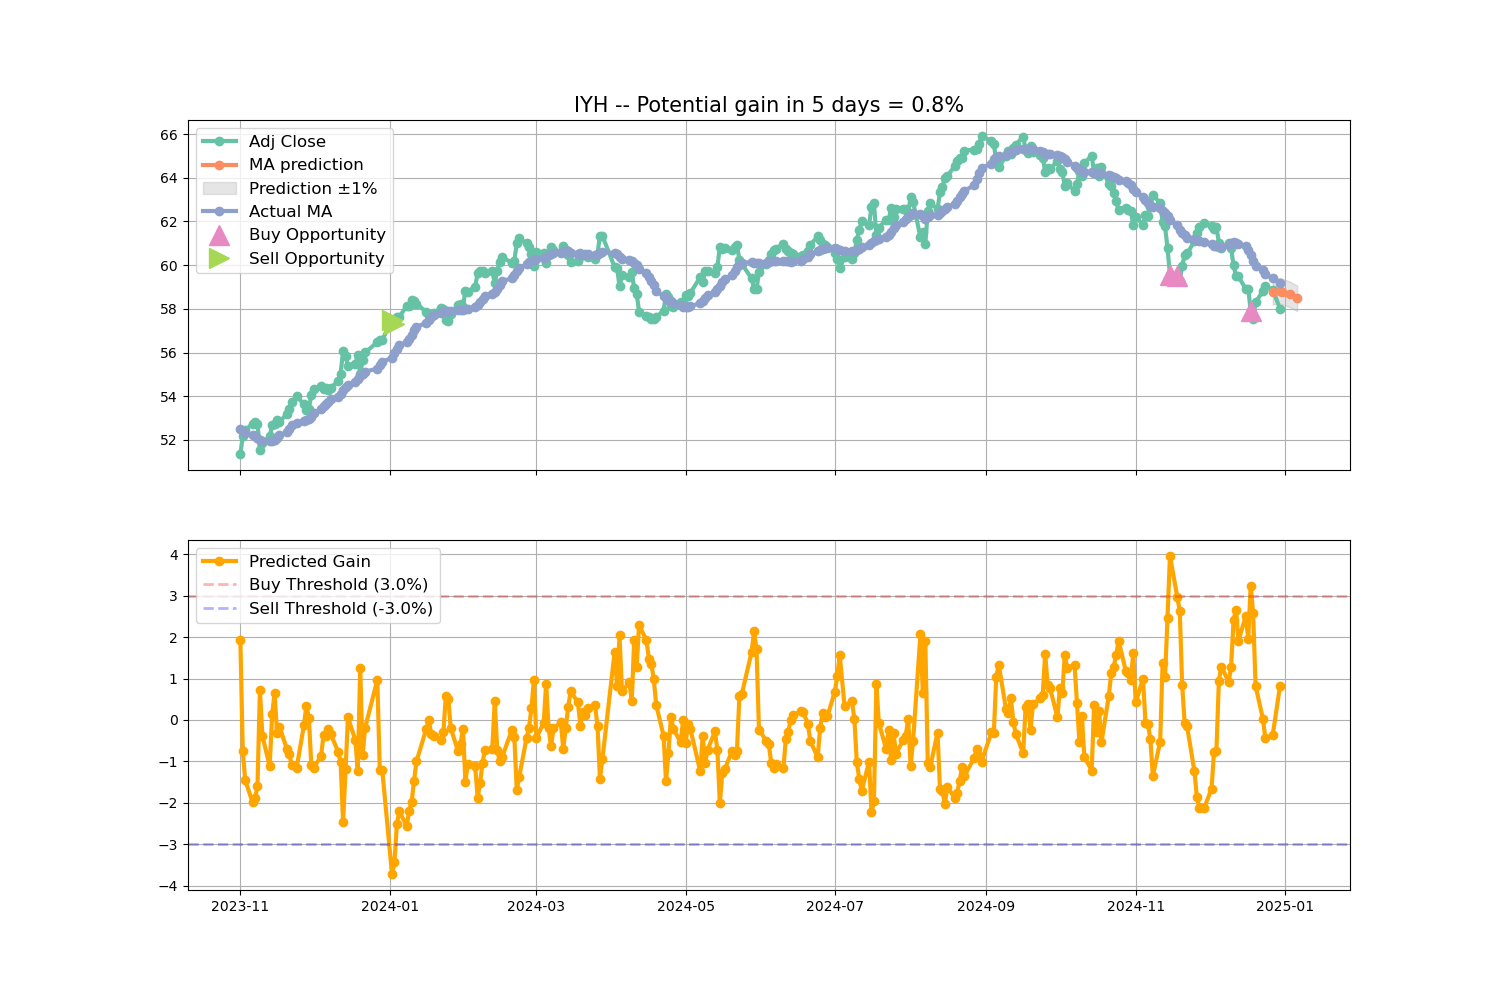 IYH -- Potential gain in 5 days = 0.8%
Adj Close
MA prediction
Prediction ±1%
Actual MA
Buy Opportunity
Sell Opportunity
66
64
62
60
58
56
54
52
Predicted Gain
Buy Threshold (3.0%)
Sell Threshold (-3.0%)
4
3
2
1
0
−1
−2
−3
−4
2023-11 2024-01 2024-03 2024-05 2024-07 2024-09 2024-11 2025-01